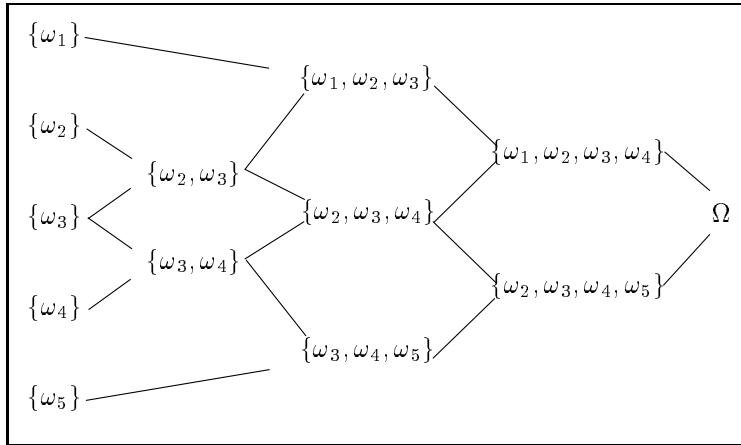 {ω1}
{ω2}
{ω3}
{ω4}
{ω5}
{ω2, ω3}
{ω3, ω4}
{ω1, ω2, ω3}
{ω2, ω3, ω4}
{ω3, ω4, ω5}
{ω1, ω2, ω3, ω4}
{ω2, ω3, ω4, ω5}
Ω